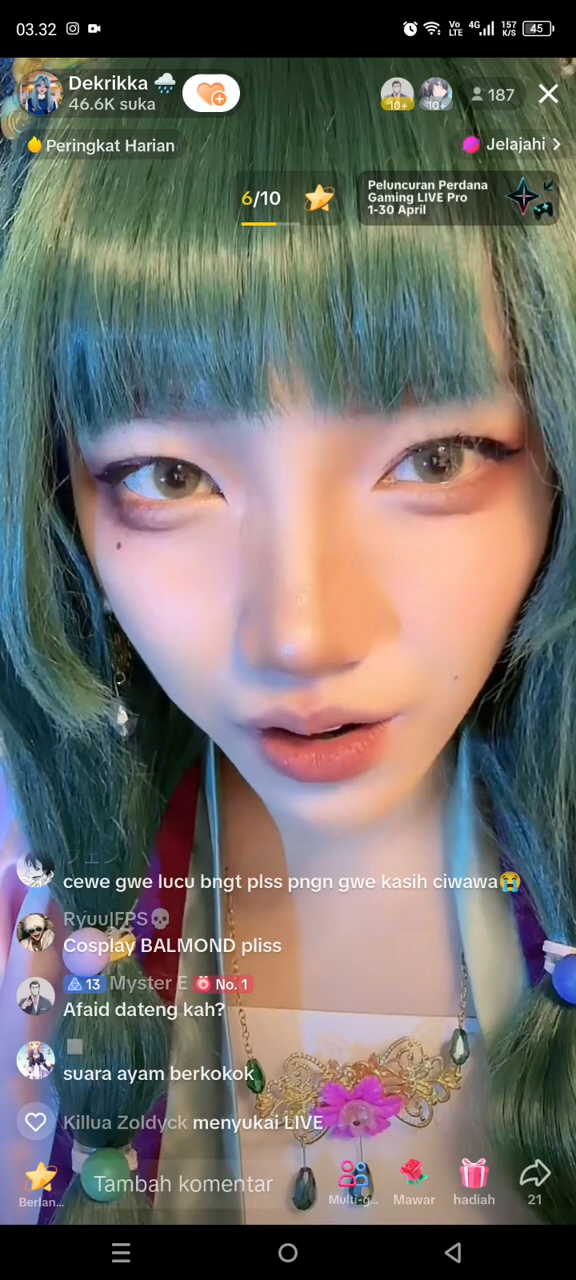 03.32
Vo
LTE
4G
157
K/S
45
Dekrikka
46.6K suka
10+
10+
187
Peringkat Harian
Jelajahi
6/10
Peluncuran Perdana
Gaming LIVE Pro
1-30 April
cewe gwe lucu bngt plss pngn gwe kasih ciwawa😭
RyuuIFPS💀
Cosplay BALMOND pliss
13 Myster E No. 1
Afaid dateng kah?
suara ayam berkokok
Killua Zoldyck menyukai LIVE
Berlan...
Tambah komentar
Multi-g...
Mawar
hadiah
21